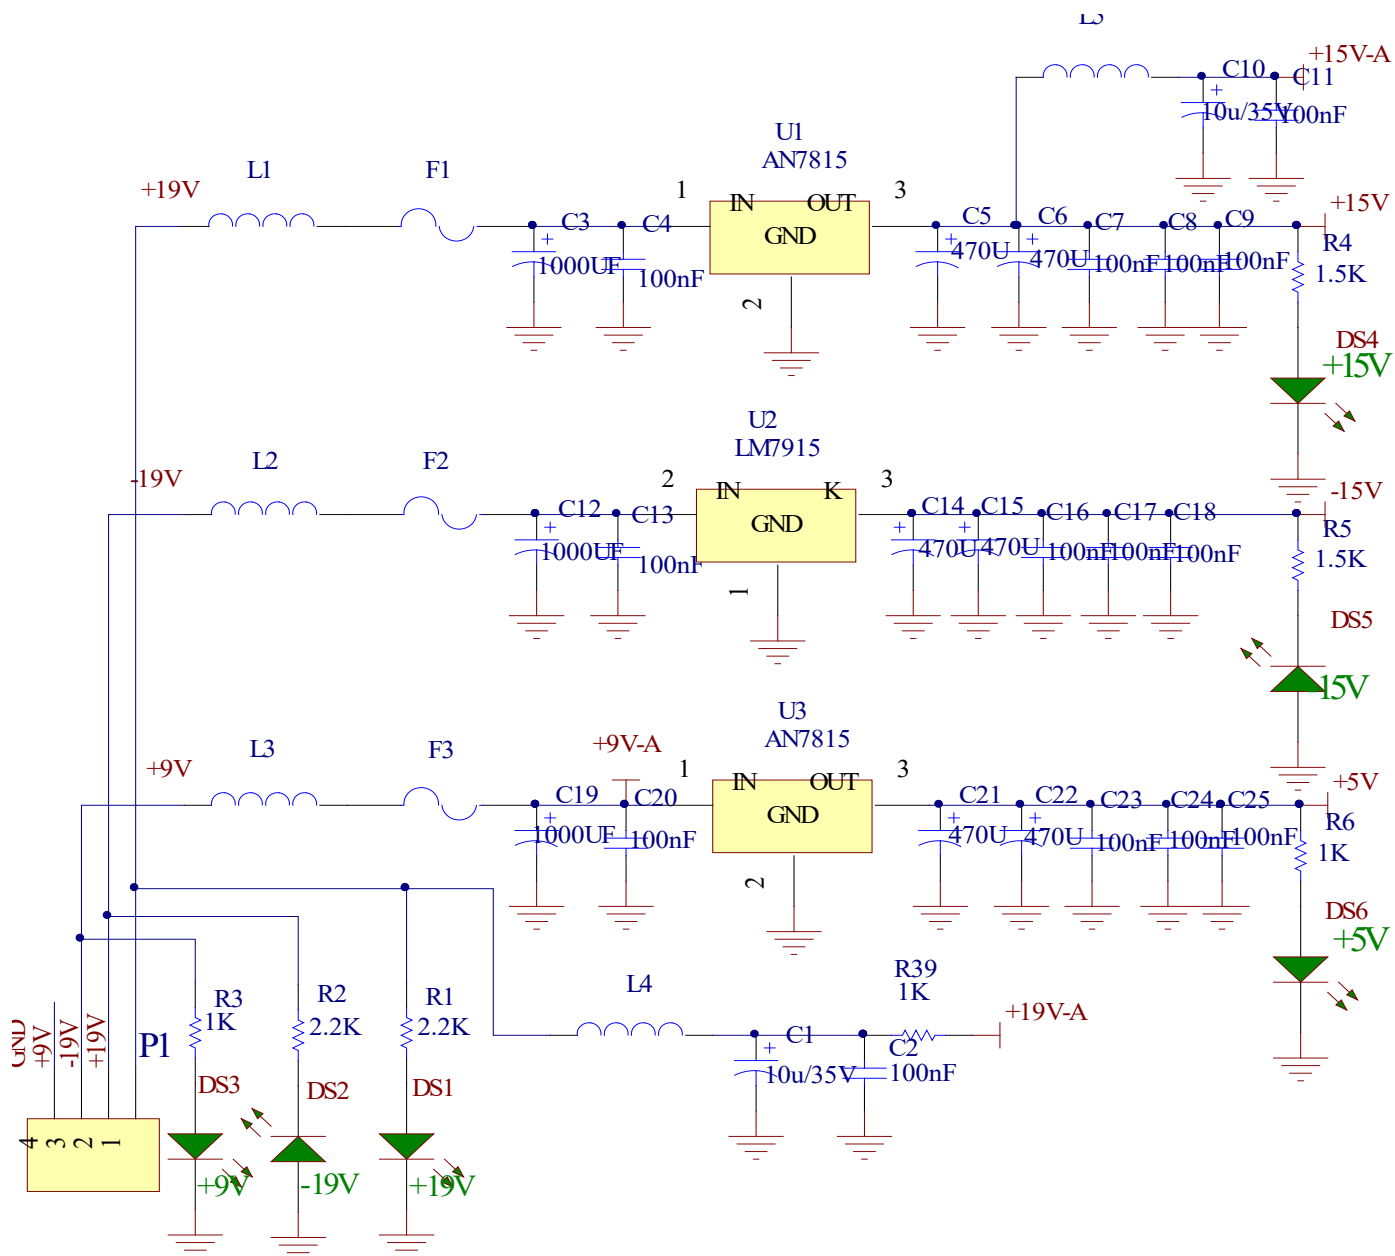 L5
+15V-A
C10
C11
10u/35V
100nF
U1
AN7815
L1
F1
+19V
1
IN
OUT
GND
3
2
C3
C4
1000UF
100nF
C5
C6
C7
C8
C9
+15V
470U
470U
100nF
100nF
100nF
R4
1.5K
DS4
+15V
U2
LM7915
L2
F2
-19V
2
IN
K
GND
3
1
C12
C13
1000UF
100nF
C14
C15
C16
C17
C18
-15V
470U
470U
100nF
100nF
100nF
R5
1.5K
DS5
15V
U3
AN7815
L3
F3
+9V-A
+9V
1
IN
OUT
GND
3
2
C19
C20
1000UF
100nF
C21
C22
C23
C24
C25
+5V
470U
470U
100nF
100nF
100nF
R6
1K
DS6
+5V
L4
R39
1K
+19V-A
C1
C2
10u/35V
100nF
R3
1K
R2
2.2K
R1
2.2K
GND
+9V
-19V
+19V
P1
DS3
DS2
DS1
4
3
2
1
+9V
-19V
+19V